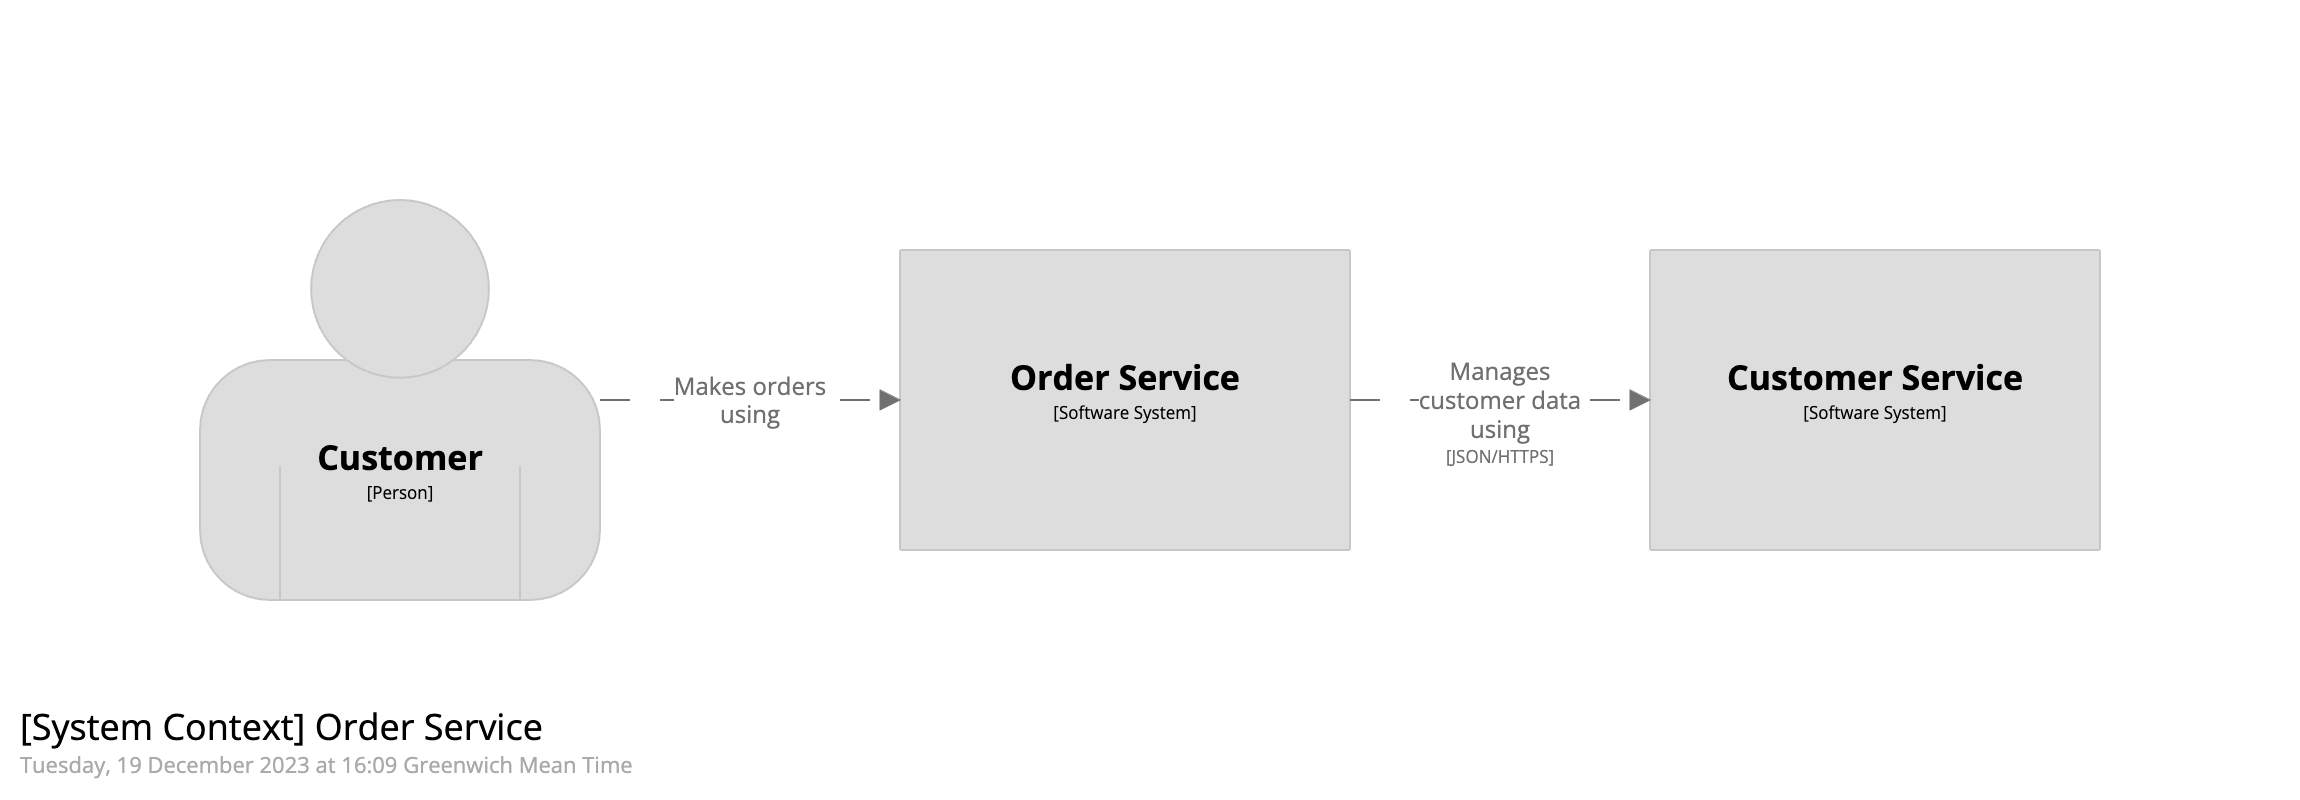 Customer
[Person]
Makes orders
using
Order Service
[Software System]
Manages
customer data
using
[JSON/HTTPS]
Customer Service
[Software System]
[System Context] Order Service
Tuesday, 19 December 2023 at 16:09 Greenwich Mean Time